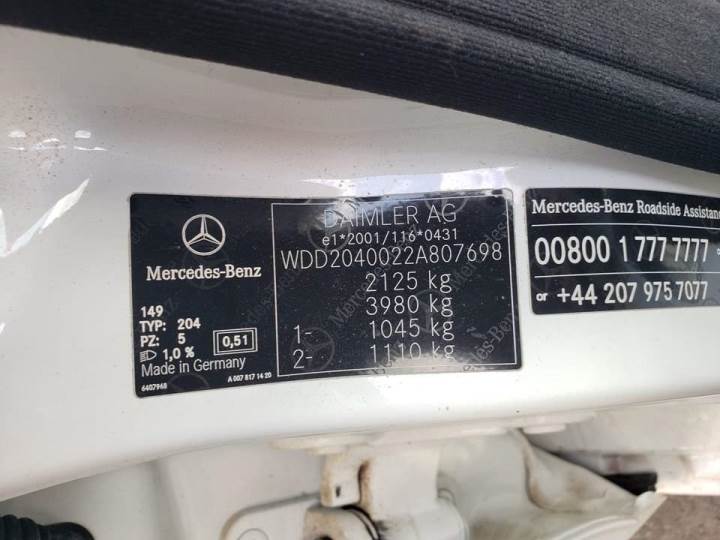 DAIMLER AG
e1*2001/116*0431
WDD2040022A807698
2125 kg
3980 kg
1- 1045 kg
2- 1110 kg
Mercedes-Benz
149
TYP: 204
PZ: 5
1,0 %
0,51
Made in Germany
6407968
A 007 817 14 20
Mercedes-Benz Roadside
00800 1 777 7777
or +44 207 975 7077